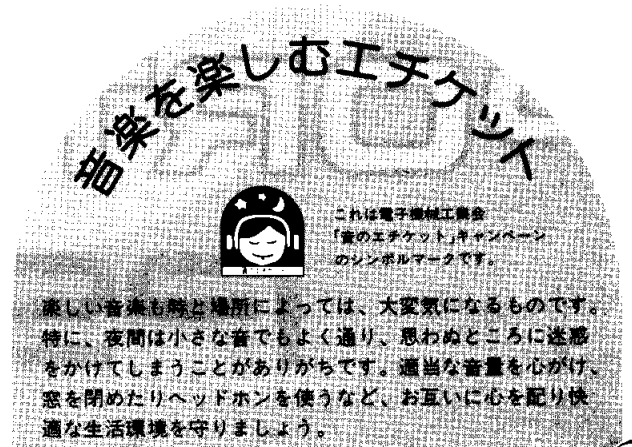 音楽を楽しむエチケット
これは電子機械工業会
「音のエチケット」キャンペーン
のシンボルマークです。
楽しい音楽も時と場所によっては、大変気になるものです。
特に、夜間は小さな音でもよく通り、思わぬところに迷惑
をかけてしまうことがありがちです。適当な音量を心がけ、
窓を閉めたりヘッドホンを使うなど、お互いに心を配り快
適な生活環境を守りましょう。